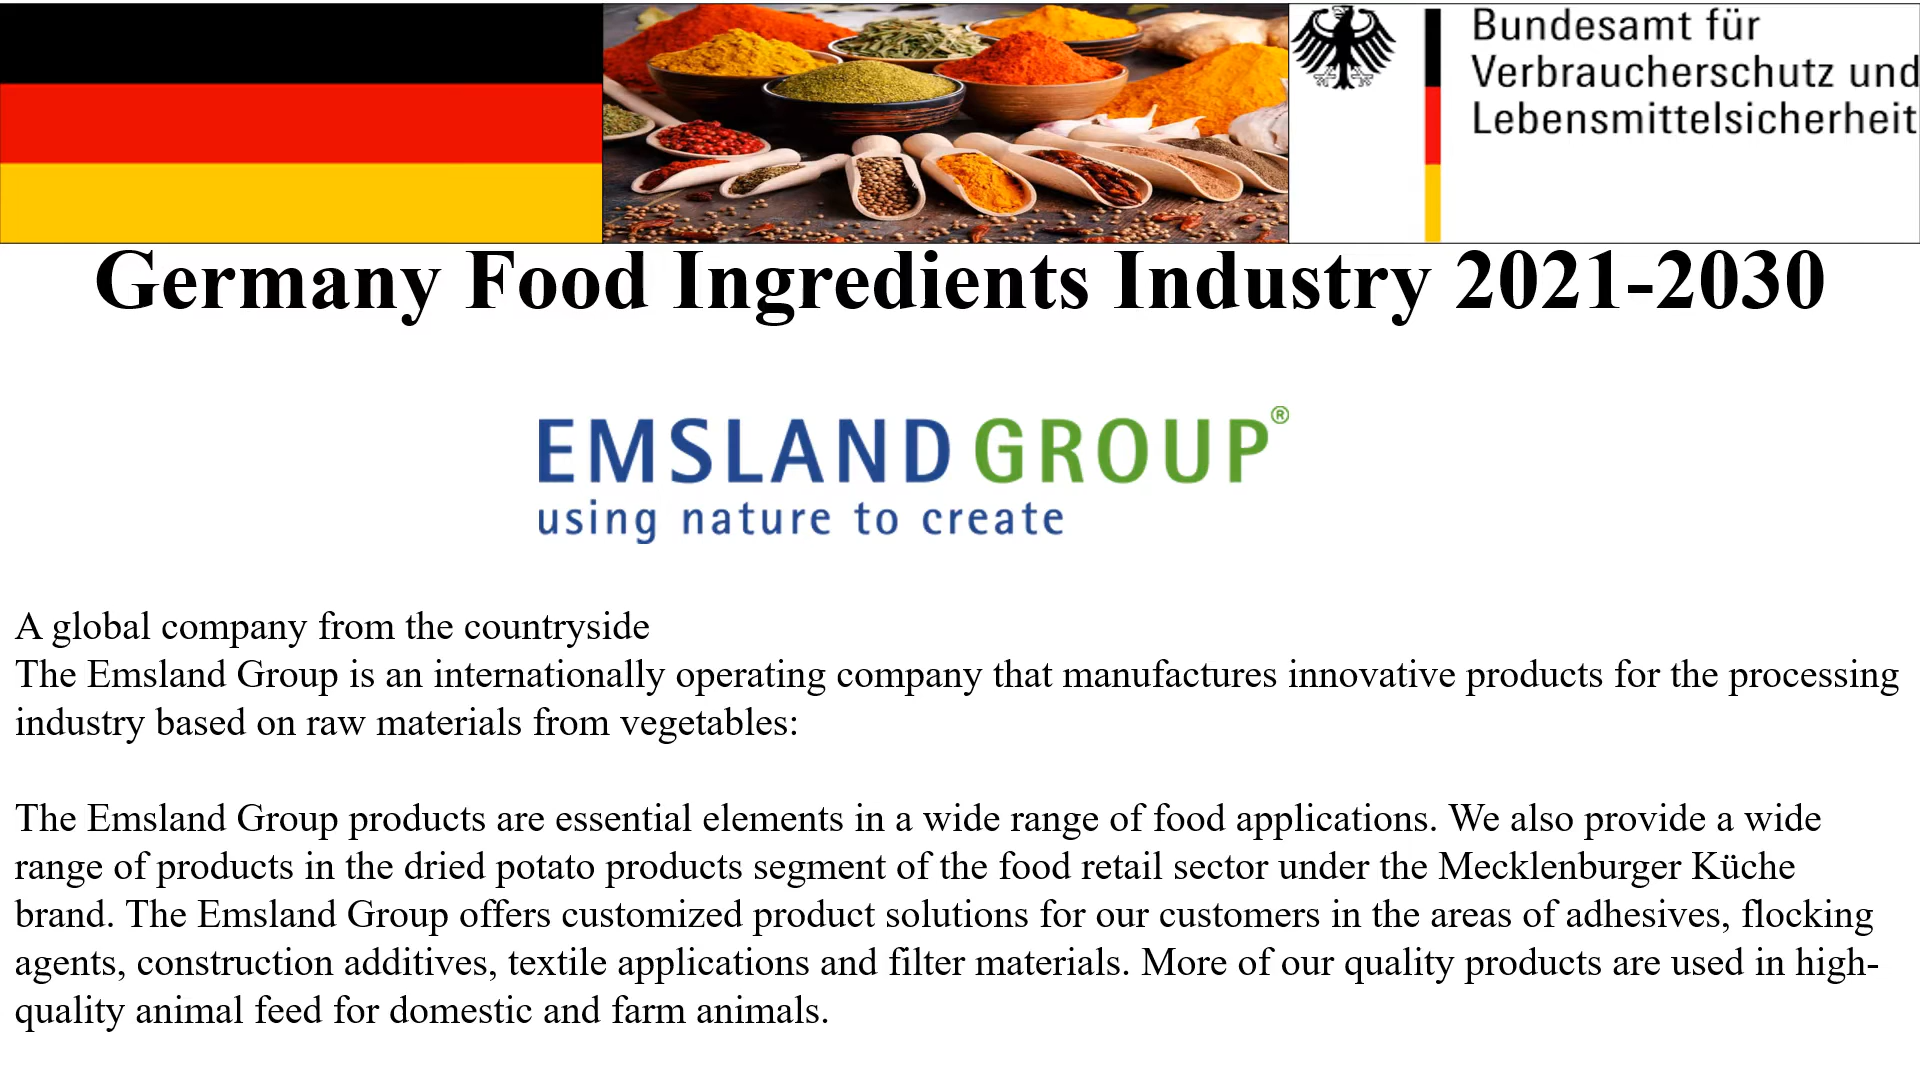 Bundesamt für
Verbraucherschutz und
Lebensmittelsicherheit
Germany Food Ingredients Industry 2021-2030
EMSLAND GROUP®
using nature to create
A global company from the countryside
The Emsland Group is an internationally operating company that manufactures innovative products for the processing
industry based on raw materials from vegetables:
The Emsland Group products are essential elements in a wide range of food applications. We also provide a wide
range of products in the dried potato products segment of the food retail sector under the Mecklenburger Küche
brand. The Emsland Group offers customized product solutions for our customers in the areas of adhesives, flocking
agents, construction additives, textile applications and filter materials. More of our quality products are used in high-
quality animal feed for domestic and farm animals.